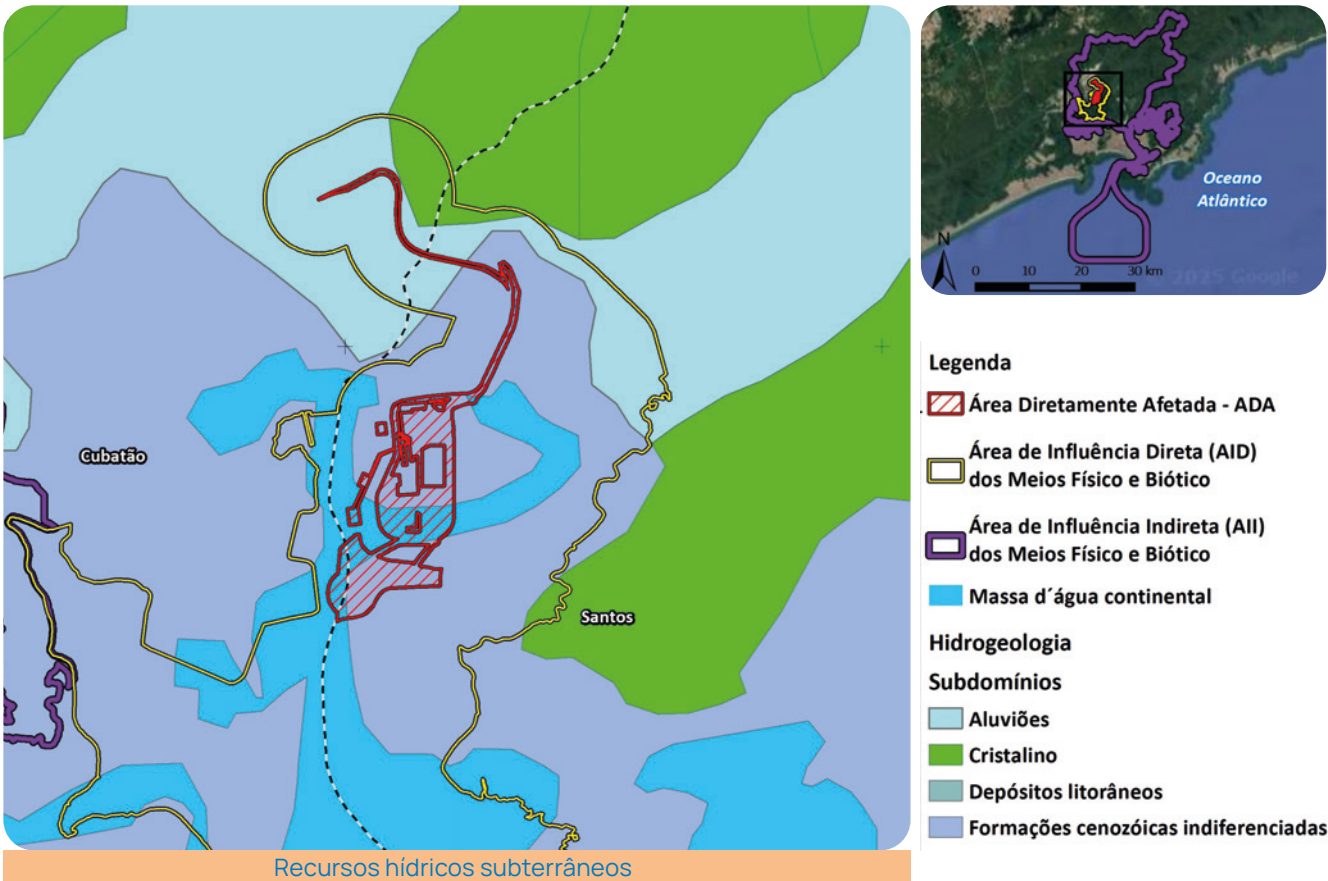 Cubatão
Santos
Oceano
Atlântico
N
0 10 20 30 km
© 2025 Google
Legenda
Área Diretamente Afetada - ADA
Área de Influência Direta (AID)
dos Meios Físico e Biótico
Área de Influência Indireta (AII)
dos Meios Físico e Biótico
Massa d´água continental
Hidrogeologia
Subdomínios
Aluviões
Cristalino
Depósitos litorâneos
Formações cenozóicas indiferenciadas
Recursos hídricos subterrâneos